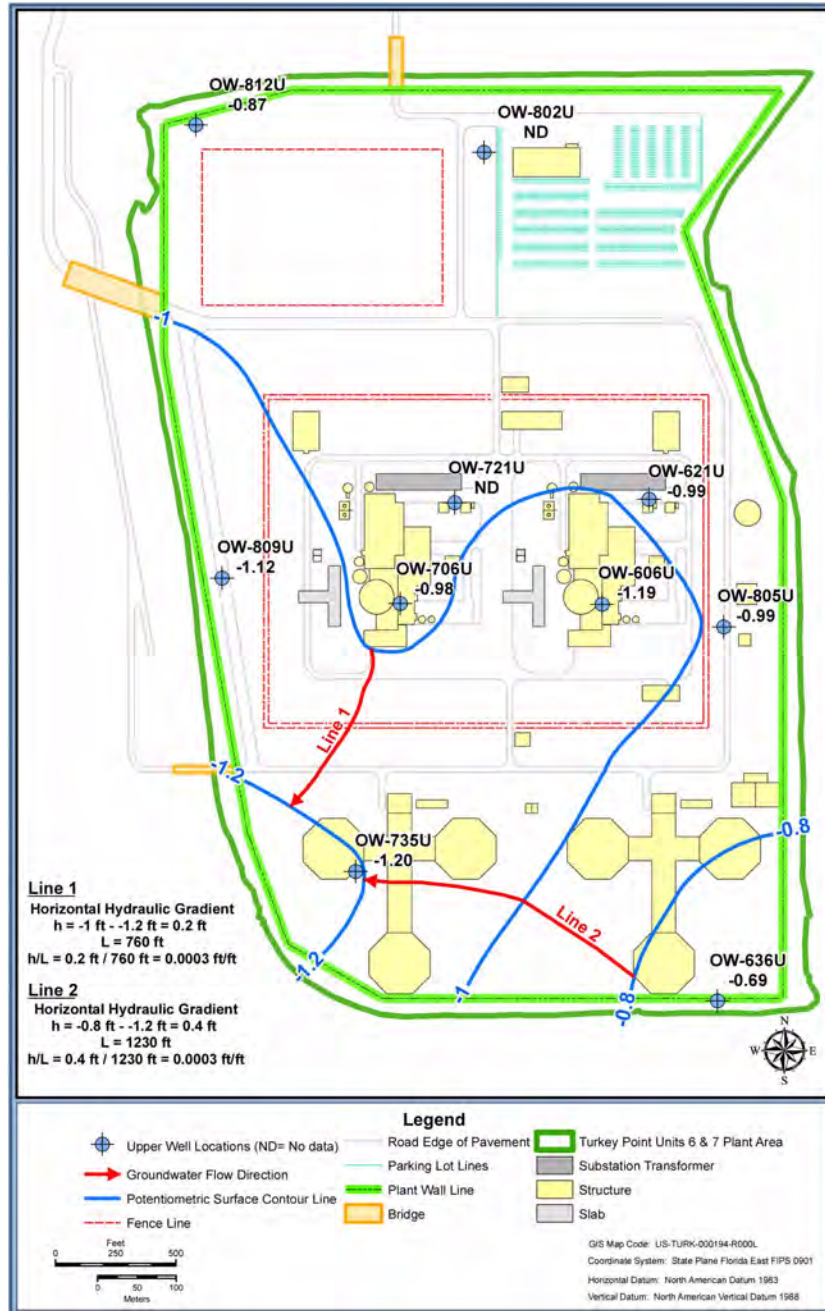 OW-812U
-0.87
OW-802U
ND
-1
OW-721U
ND
OW-621U
-0.99
OW-809U
-1.12
OW-706U
-0.98
OW-606U
-1.19
OW-805U
-0.99
Line 1
-1.2
-0.8
OW-735U
-1.20
Line 2
-1.2
-1
-0.8
OW-636U
-0.69
Line 1
Horizontal Hydraulic Gradient
h = -1 ft - -1.2 ft = 0.2 ft
L = 760 ft
h/L = 0.2 ft / 760 ft = 0.0003 ft/ft
Line 2
Horizontal Hydraulic Gradient
h = -0.8 ft - -1.2 ft = 0.4 ft
L = 1230 ft
h/L = 0.4 ft / 1230 ft = 0.0003 ft/ft
N
W
E
S
Legend
Upper Well Locations (ND= No data)
Groundwater Flow Direction
Potentiometric Surface Contour Line
Fence Line
Road Edge of Pavement
Parking Lot Lines
Plant Wall Line
Bridge
Turkey Point Units 6 & 7 Plant Area
Substation Transformer
Structure
Slab
Feet
0 250 500
0 50 100
Meters
GIS Map Code: US-TURK-000194-R000L
Coordinate System: State Plane Florida East FIPS 0901
Horizontal Datum: North American Datum 1983
Vertical Datum: North American Vertical Datum 1988